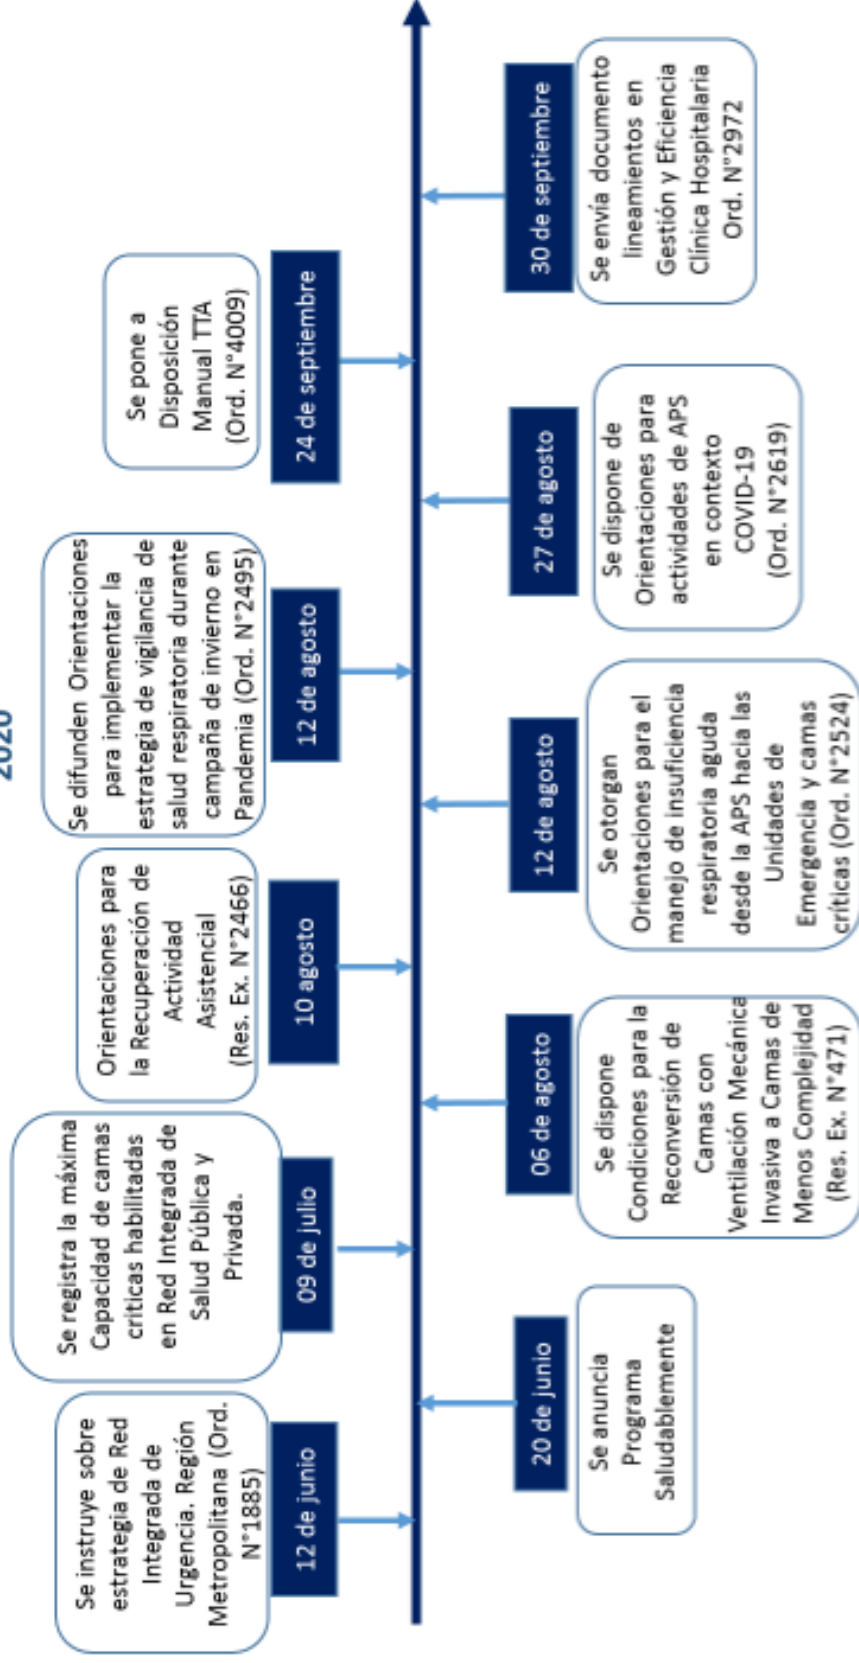 2020
Se instruye sobre
estrategia de Red
Integrada de
Urgencia. Región
Metropolitana (Ord.
N°1885)
12 de junio
Se anuncia
Programa
Saludablemente
20 de junio
Se registra la máxima
Capacidad de camas
criticas habilitadas
en Red Integrada de
Salud Pública y
Privada.
09 de julio
06 de agosto
Se dispone
Condiciones para la
Reconversión de
Camas con
Ventilación Mecánica
Invasiva a Camas de
Menos Complejidad
(Res. Ex. N°471)
Orientaciones para
la Recuperación de
Actividad
Asistencial
(Res. Ex. N°2466)
10 agosto
12 de agosto
Se otorgan
Orientaciones para el
manejo de insuficiencia
respiratoria aguda
desde la APS hacia las
Unidades de
Emergencia y camas
críticas (Ord. N°2524)
Se difunden Orientaciones
para implementar la
estrategia de vigilancia de
salud respiratoria durante
campaña de invierno en
Pandemia (Ord. N°2495)
12 de agosto
27 de agosto
Se dispone de
Orientaciones para
actividades de APS
en contexto
COVID-19
(Ord. N°2619)
Se pone a
Disposición
Manual TTA
(Ord. N°4009)
24 de septiembre
30 de septiembre
Se envía documento
lineamientos en
Gestión y Eficiencia
Clínica Hospitalaria
Ord. N°2972